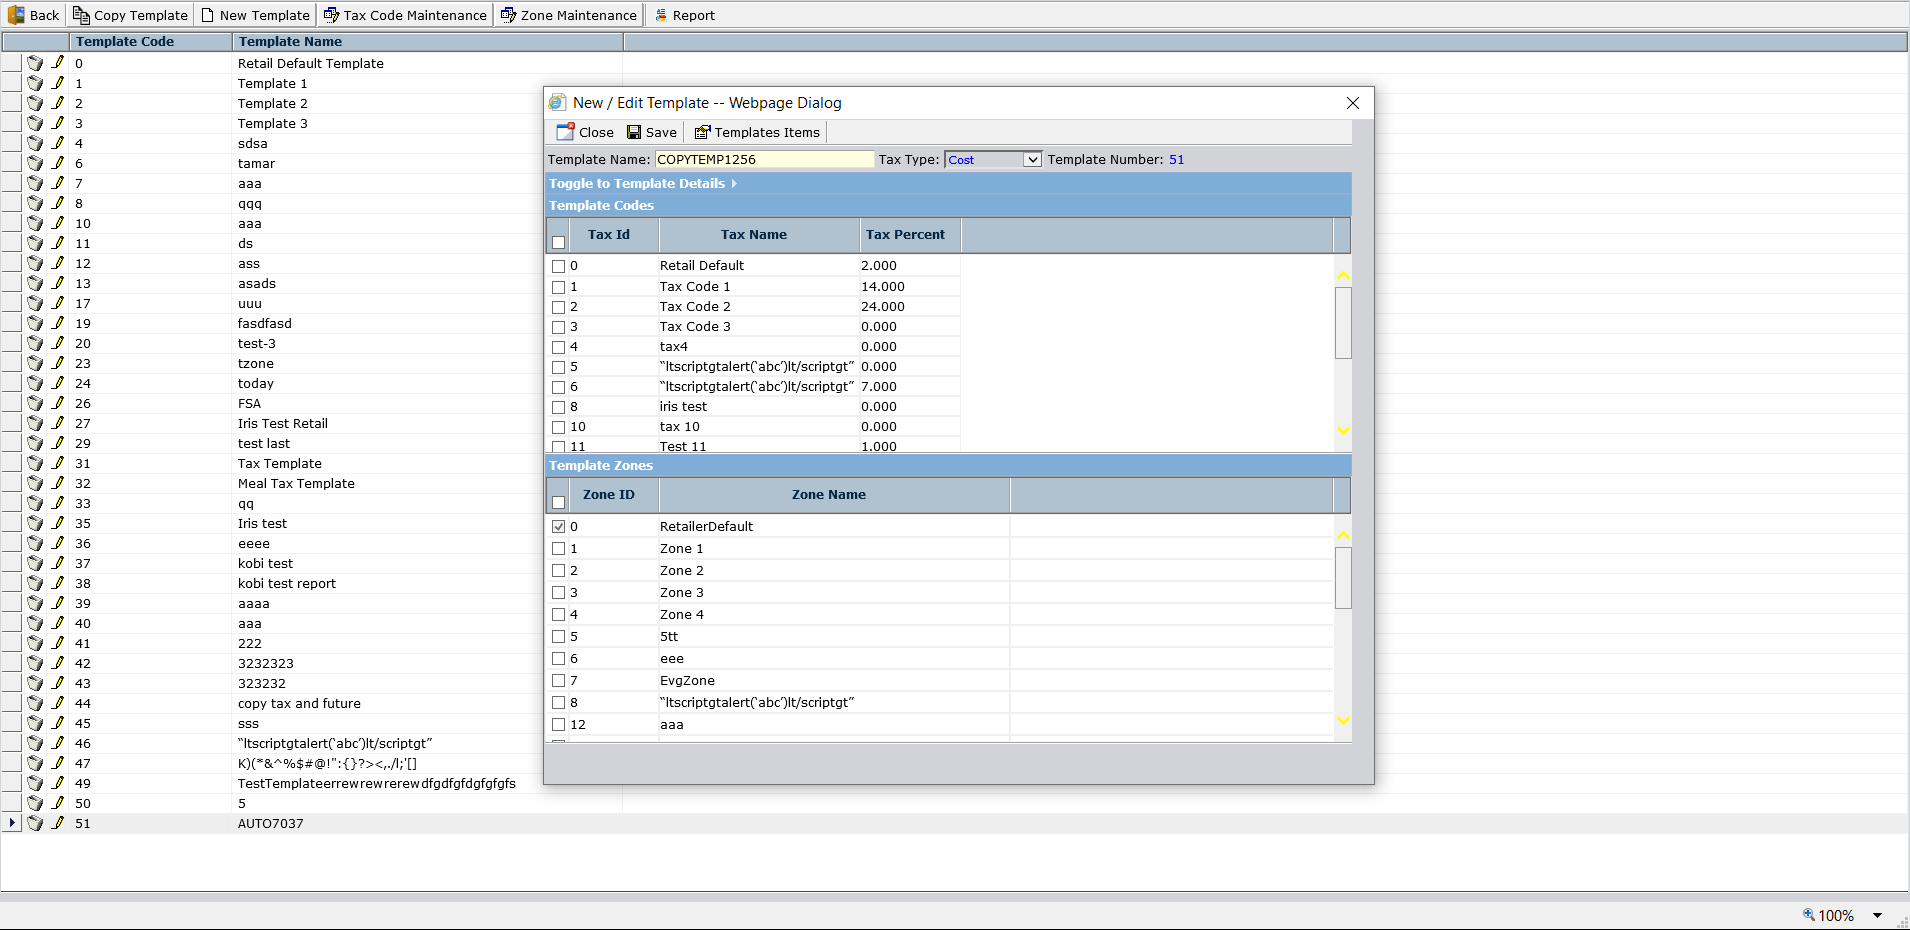 Back Copy Template New Template Tax Code Maintenance Zone Maintenance Report
Template Code Template Name
0 Retail Default Template
1 Template 1
2 Template 2
3 Template 3
4 sdsa
6 tamar
7 aaa
8 qqq
10 aaa
11 ds
12 ass
13 asads
17 uuu
19 fasdfasd
20 test-3
23 tzone
24 today
26 FSA
27 Iris Test Retail
29 test last
31 Tax Template
32 Meal Tax Template
33 qq
35 Iris test
36 eeee
37 kobi test
38 kobi test report
39 aaaa
40 aaa
41 222
42 3232323
43 323232
44 copy tax and future
45 sss
46 “ltscriptgtalert(‘abc’)lt/scriptgt”
47 K)(*&^%$#@!":{}?><,./l;'[]
49 TestTemplateerrewrewrerewdfgdfgfdgfgfgfs
50 5
51 AUTO7037
New / Edit Template -- Webpage Dialog
Close Save Templates Items
Template Name: COPYTEMP1256 Tax Type: Cost Template Number: 51
Toggle to Template Details
Template Codes
Tax Id Tax Name Tax Percent
0 Retail Default 2.000
1 Tax Code 1 14.000
2 Tax Code 2 24.000
3 Tax Code 3 0.000
4 tax4 0.000
5 “ltscriptgtalert(‘abc’)lt/scriptgt” 0.000
6 “ltscriptgtalert(‘abc’)lt/scriptgt” 7.000
8 iris test 0.000
10 tax 10 0.000
11 Test 11 1.000
Template Zones
Zone ID Zone Name
0 RetailerDefault
1 Zone 1
2 Zone 2
3 Zone 3
4 Zone 4
5 5tt
6 eee
7 EvgZone
8 “ltscriptgtalert(‘abc’)lt/scriptgt”
12 aaa
100%